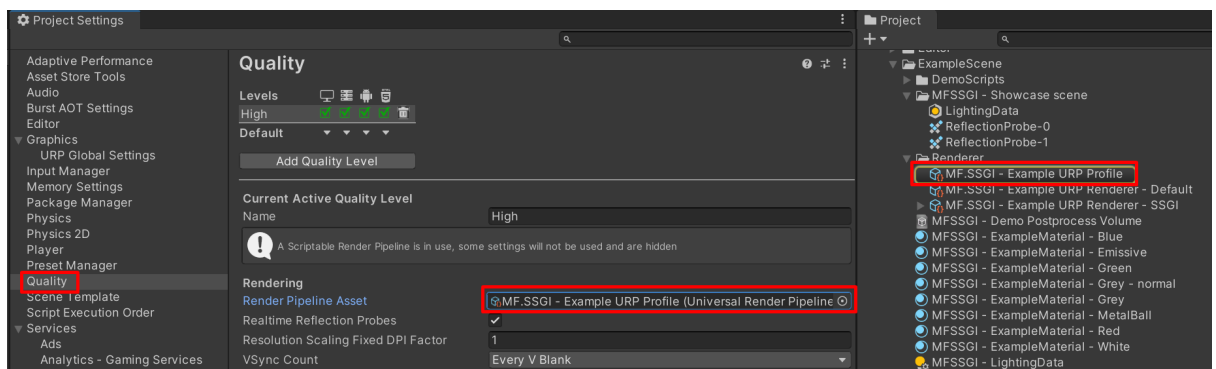 Project Settings
Adaptive Performance
Asset Store Tools
Audio
Burst AOT Settings
Editor
Graphics
URP Global Settings
Input Manager
Memory Settings
Package Manager
Physics
Physics 2D
Player
Preset Manager
Quality
Scene Template
Script Execution Order
Services
Ads
Analytics - Gaming Services
Quality
Levels
High
Default
Add Quality Level
Current Active Quality Level
Name High
A Scriptable Render Pipeline is in use, some settings will not be used and are hidden
Rendering
Render Pipeline Asset MF.SSGI - Example URP Profile (Universal Render Pipeline
Realtime Reflection Probes
Resolution Scaling Fixed DPI Factor 1
VSync Count Every V Blank
Project
Editor
ExampleScene
DemoScripts
MFSSGI - Showcase scene
LightingData
ReflectionProbe-0
ReflectionProbe-1
Renderer
MF.SSGI - Example URP Profile
MF.SSGI - Example URP Renderer - Default
MF.SSGI - Example URP Renderer - SSGI
MFSSGI - Demo Postprocess Volume
MFSSGI - ExampleMaterial - Blue
MFSSGI - ExampleMaterial - Emissive
MFSSGI - ExampleMaterial - Green
MFSSGI - ExampleMaterial - Grey - normal
MFSSGI - ExampleMaterial - Grey
MFSSGI - ExampleMaterial - MetalBall
MFSSGI - ExampleMaterial - Red
MFSSGI - ExampleMaterial - White
MFSSGI - LightingData